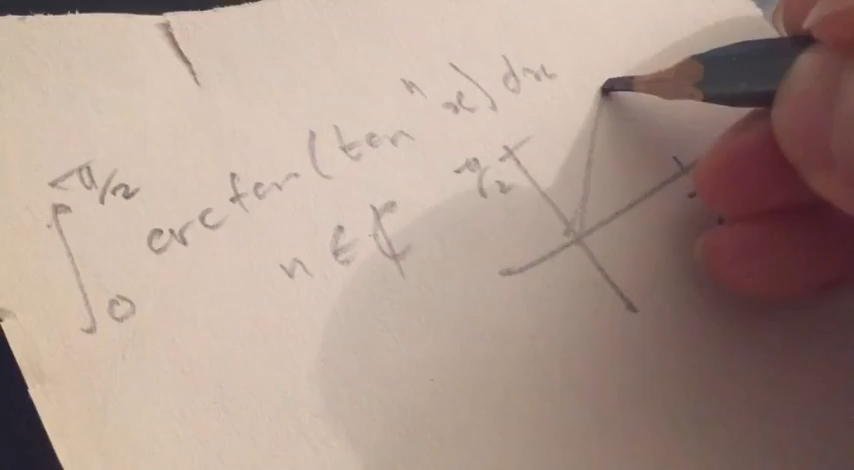 ∫₀^π/2 arctan(tanⁿ x) dx
n ∈ ℂ
π/2